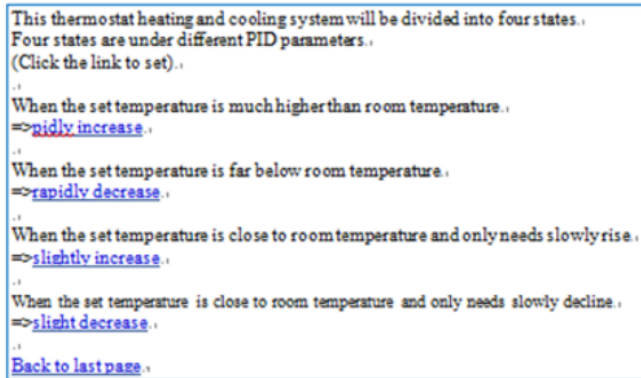 This thermostat heating and cooling system will be divided into four states.
Four states are under different PID parameters.
(Click the link to set).
.
When the set temperature is much higher than room temperature.
=>pidly increase.
.
When the set temperature is far below room temperature.
=>rapidly decrease.
.
When the set temperature is close to room temperature and only needs slowly rise.
=>slightly increase.
.
When the set temperature is close to room temperature and only needs slowly decline.
=>slight decrease.
.
Back to last page.